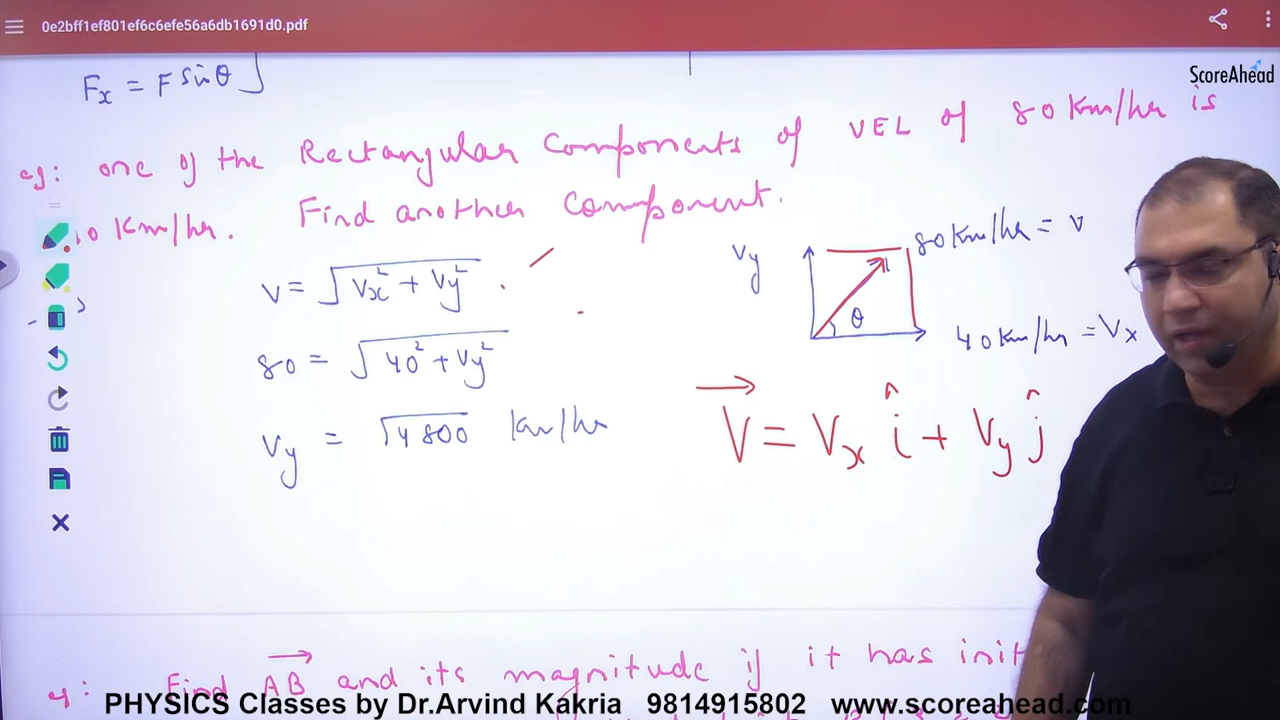 0e2bff1ef801ef6c6efe56a6db1691d0.pdf
ScoreAhead
Fx = F sinθ
eg: one of the Rectangular Components of VEL of 80 Km/hr is
0 Km/hr. Find another component.
V = √Vx² + Vy²
80 = √40² + Vy²
Vy = √4800 Km/hr
Vy
80 Km/hr = V
θ
40 Km/hr = Vx
V = Vx î + Vy ĵ
eg: Find AB and its magnitude if it has init
PHYSICS Classes by Dr.Arvind Kakria 9814915802 www.scoreahead.com